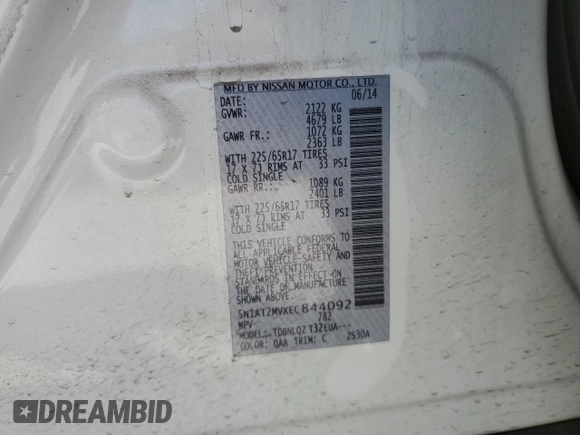 MFD BY NISSAN MOTOR CO., LTD.
DATE: 06/14
GVWR: 2122 KG
4679 LB
GAWR FR.: 1072 KG
2363 LB
WITH 225/65R17 TIRES
17 X 7J RIMS AT 33 PSI
COLD SINGLE
GAWR RR.: 1089 KG
2401 LB
WITH 225/65R17 TIRES
17 X 7J RIMS AT 33 PSI
COLD SINGLE
THIS VEHICLE CONFORMS TO
ALL APPLICABLE FEDERAL
MOTOR VEHICLE SAFETY AND
THEFT PREVENTION
STANDARDS IN EFFECT ON
THE DATE OF MANUFACTURE
SHOWN ABOVE.
5N1AT2MVXEC844092
MPV 782
MODEL:
COLOR: QAA TRIM: C
DREAMBID